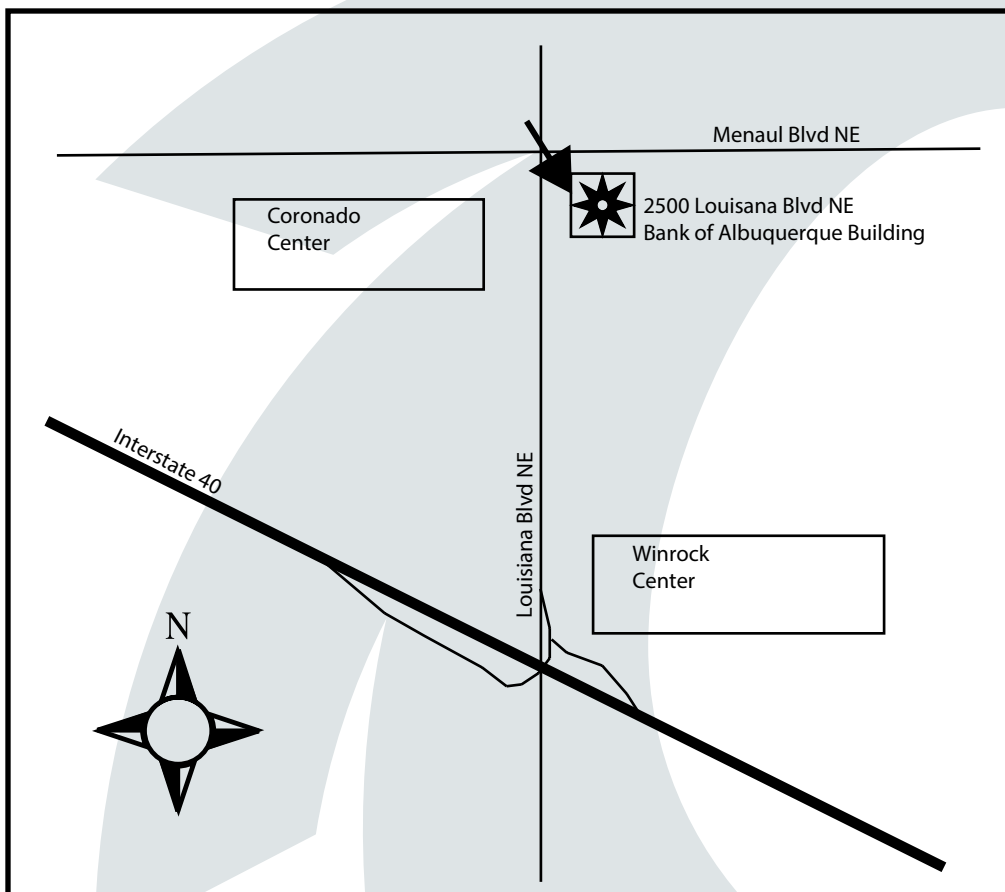 Menaul Blvd NE
Coronado
Center
2500 Louisana Blvd NE
Bank of Albuquerque Building
Interstate 40
Louisiana Blvd NE
Winrock
Center
N